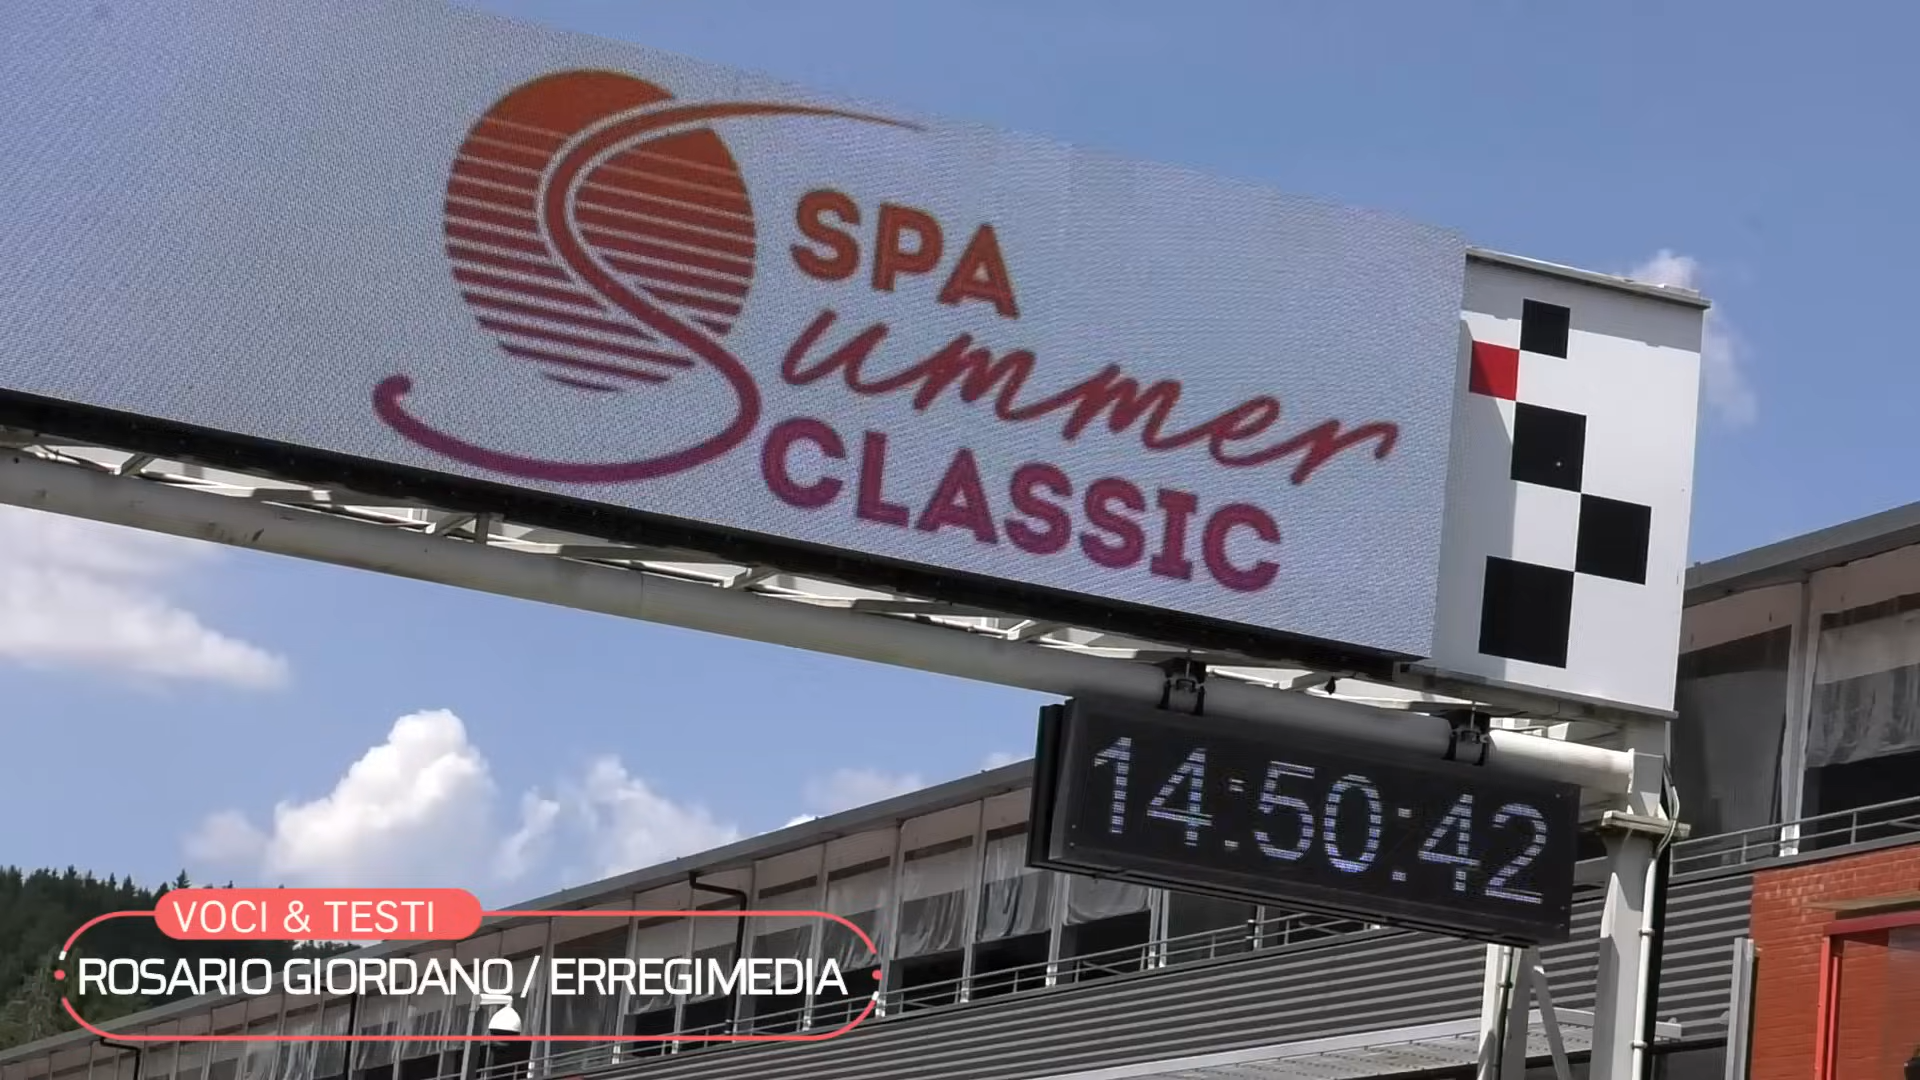 SPA
Summer
CLASSIC
14:50:42
VOCI & TESTI
ROSARIO GIORDANO / ERREGIMEDIA